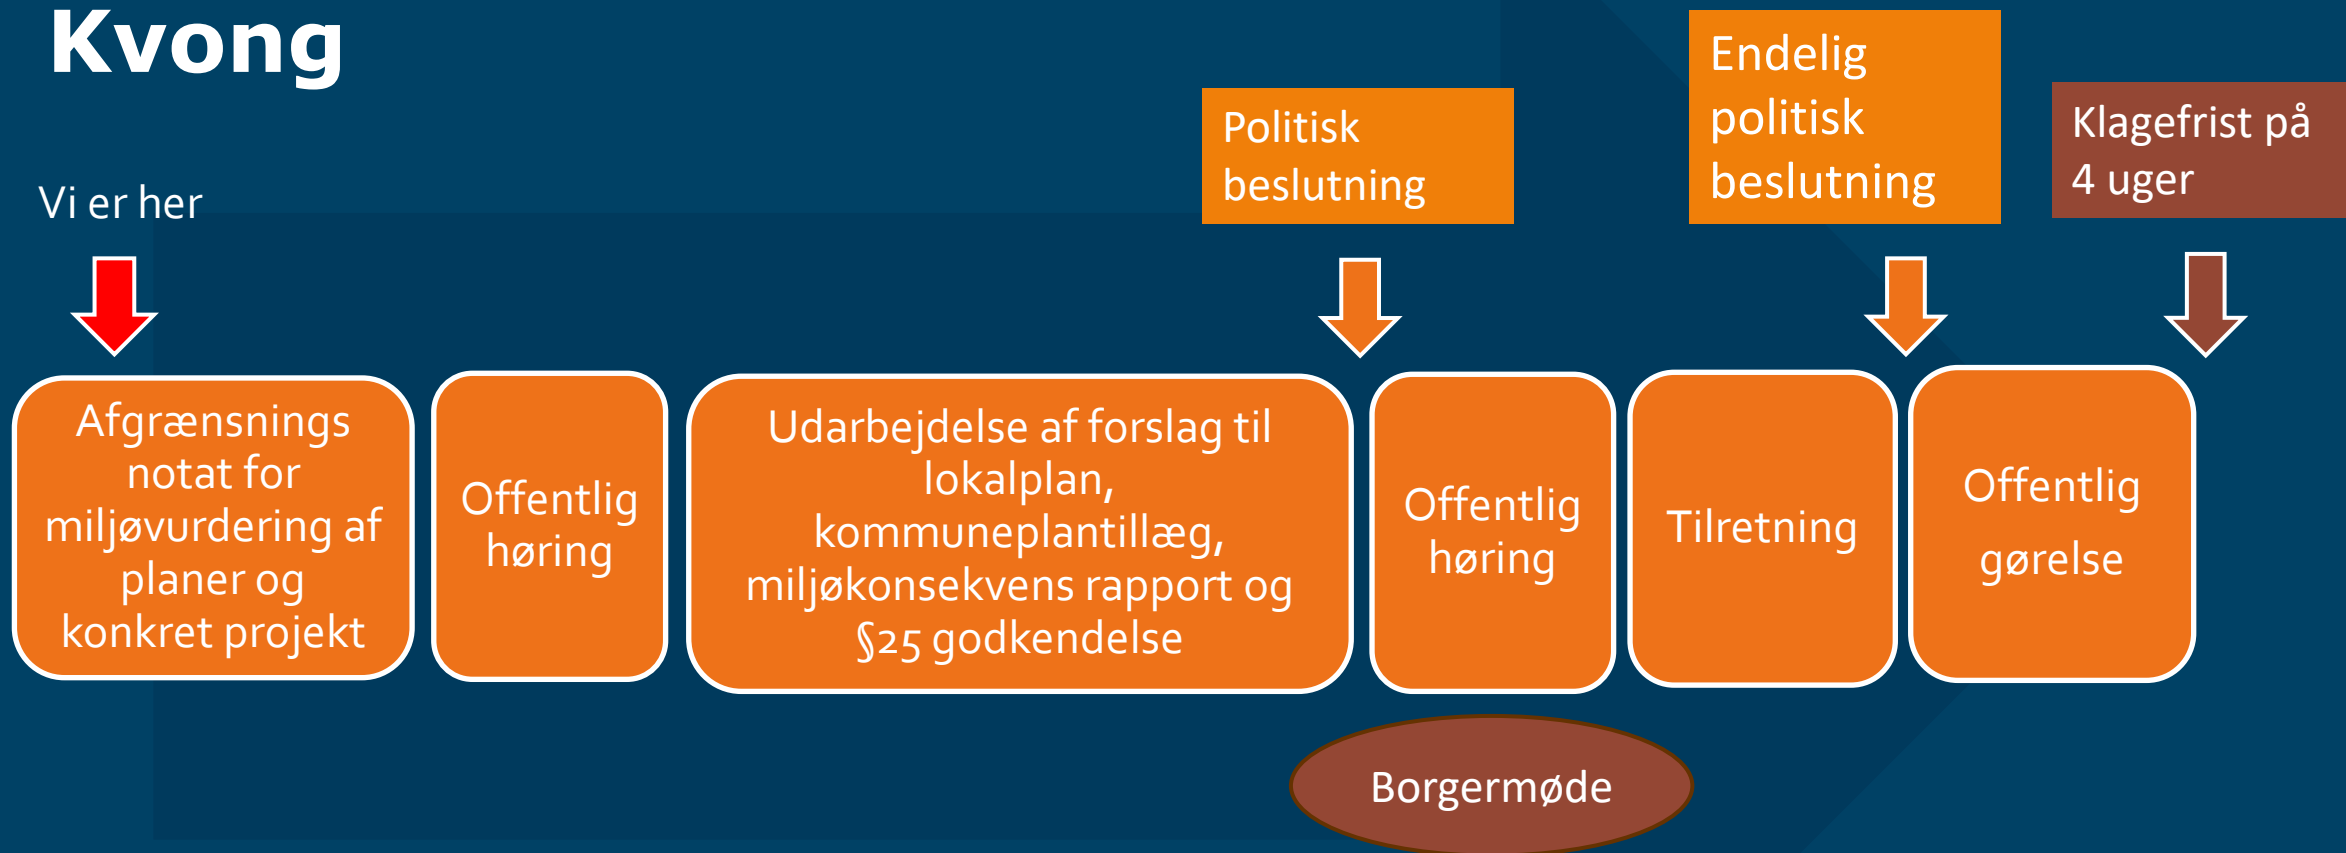 Kvong
Vi er her
Politisk
beslutning
Endelig
politisk
beslutning
Klagefrist på
4 uger
Afgrænsnings
notat for
miljøvurdering af
planer og
konkret projekt
Offentlig
høring
Udarbejdelse af forslag til
lokalplan,
kommuneplantillæg,
miljøkonsekvens rapport og
§25 godkendelse
Offentlig
høring
Tilretning
Offentlig
gørelse
Borgermøde